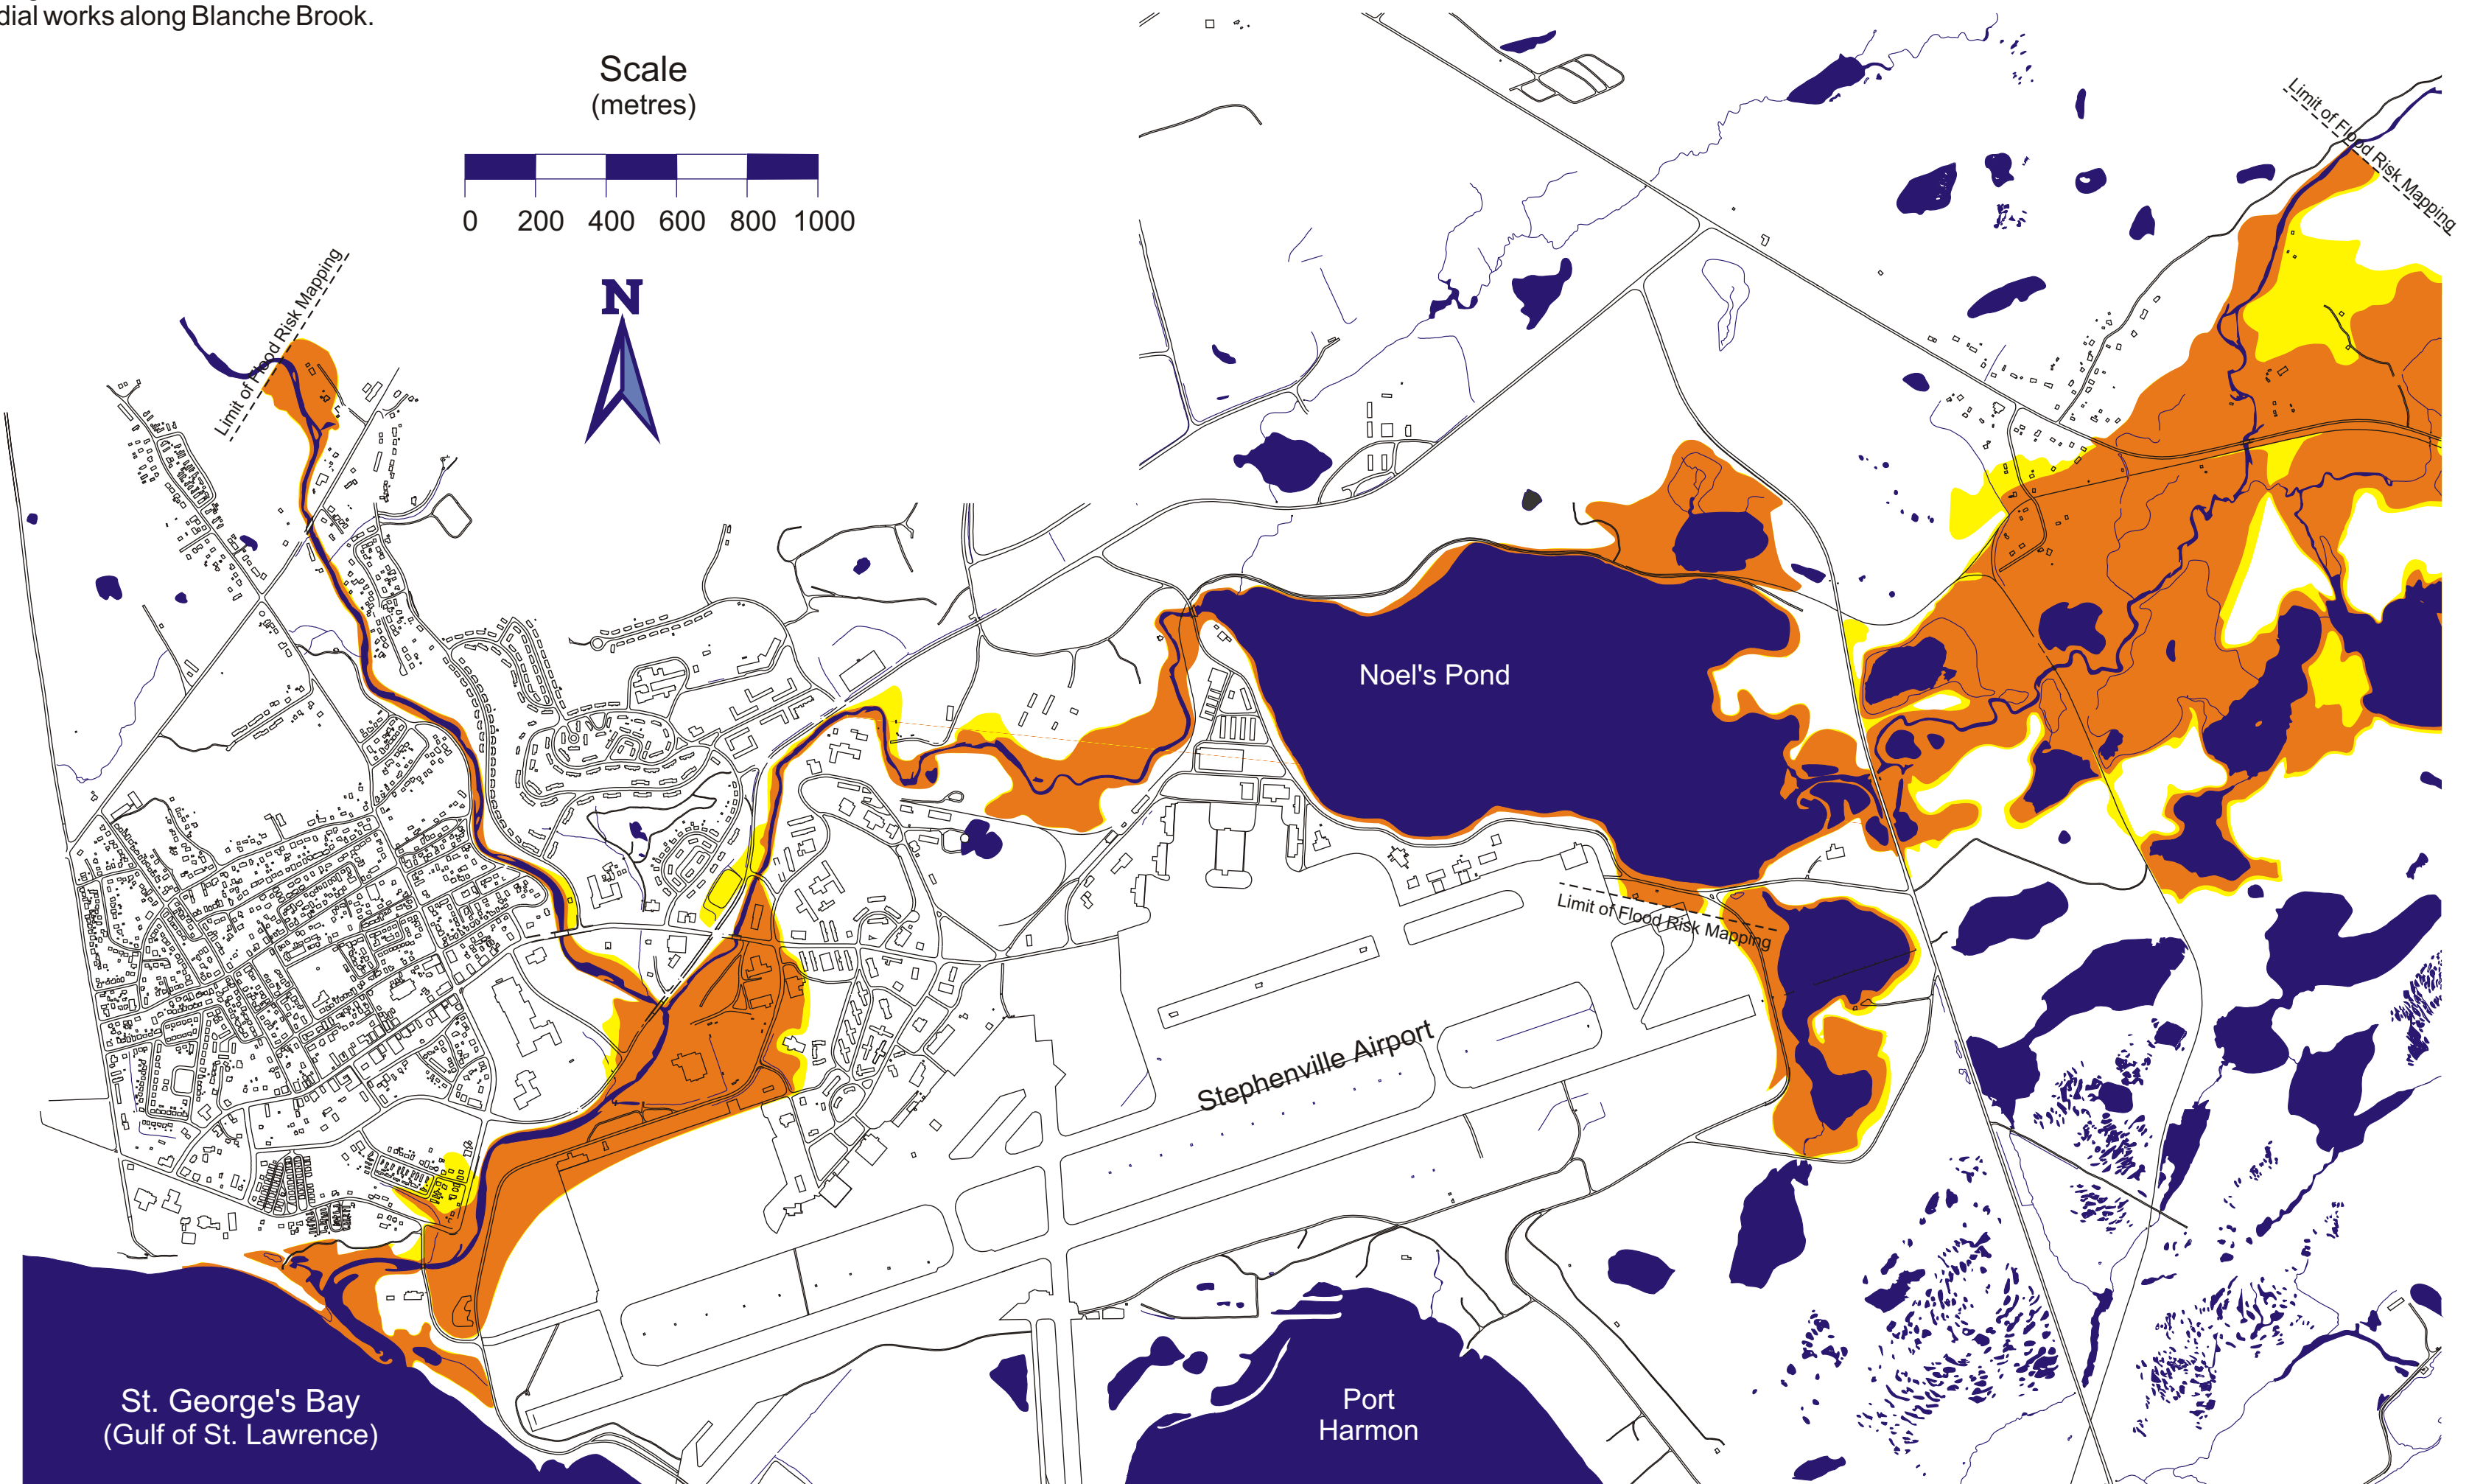 dial works along Blanche Brook.
Scale
(metres)
0 200 400 600 800 1000
N
Limit of Flood Risk Mapping
Limit of Flood Risk Mapping
Noel's Pond
Limit of Flood Risk Mapping
Stephenville Airport
St. George's Bay
(Gulf of St. Lawrence)
Port
Harmon